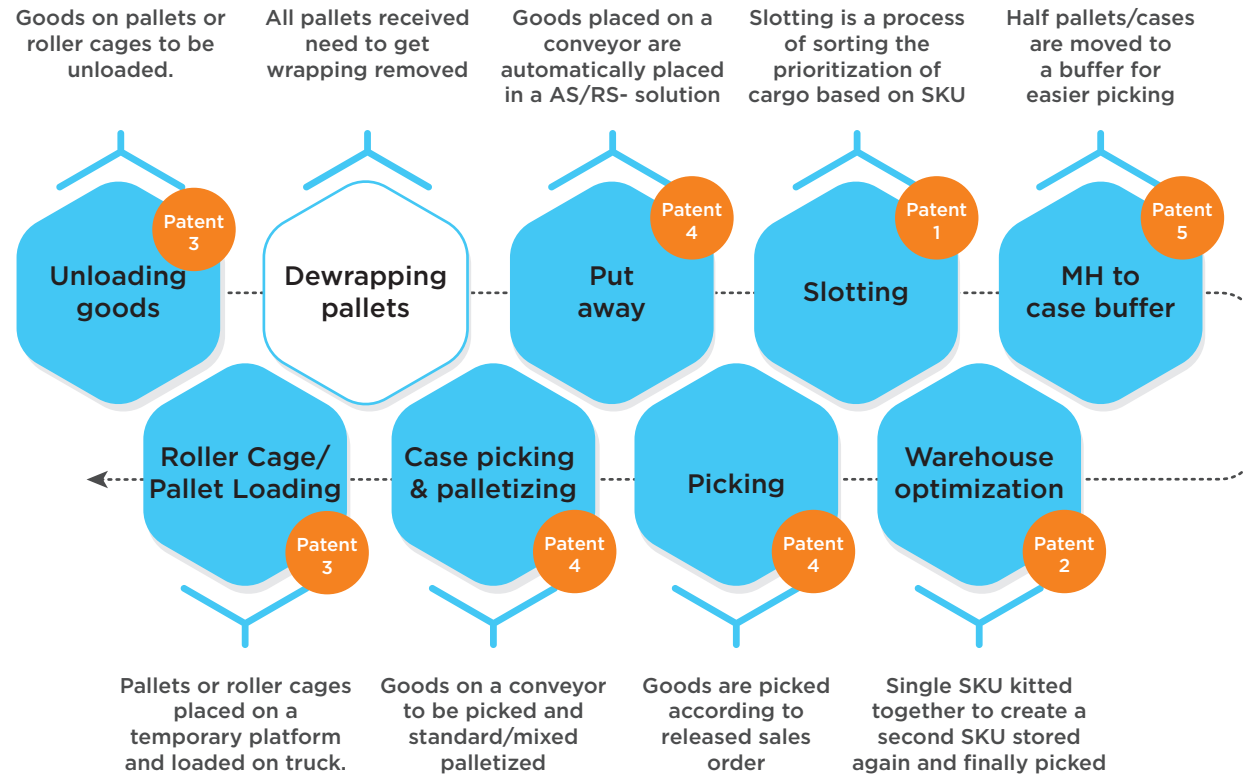 Goods on pallets or
roller cages to be
unloaded.
All pallets received
need to get
wrapping removed
Goods placed on a
conveyor are
automatically placed
in a AS/RS- solution
Slotting is a process
of sorting the
prioritization of
cargo based on SKU
Half pallets/cases
are moved to
a buffer for
easier picking
Patent
3
Unloading
goods
Dewrapping
pallets
Patent
4
Put
away
Patent
1
Slotting
Patent
5
MH to
case buffer
Roller Cage/
Pallet Loading
Patent
3
Case picking
& palletizing
Patent
4
Picking
Patent
4
Warehouse
optimization
Patent
2
Pallets or roller cages
placed on a
temporary platform
and loaded on truck.
Goods on a conveyor
to be picked and
standard/mixed
palletized
Goods are picked
according to
released sales
order
Single SKU kitted
together to create a
second SKU stored
again and finally picked